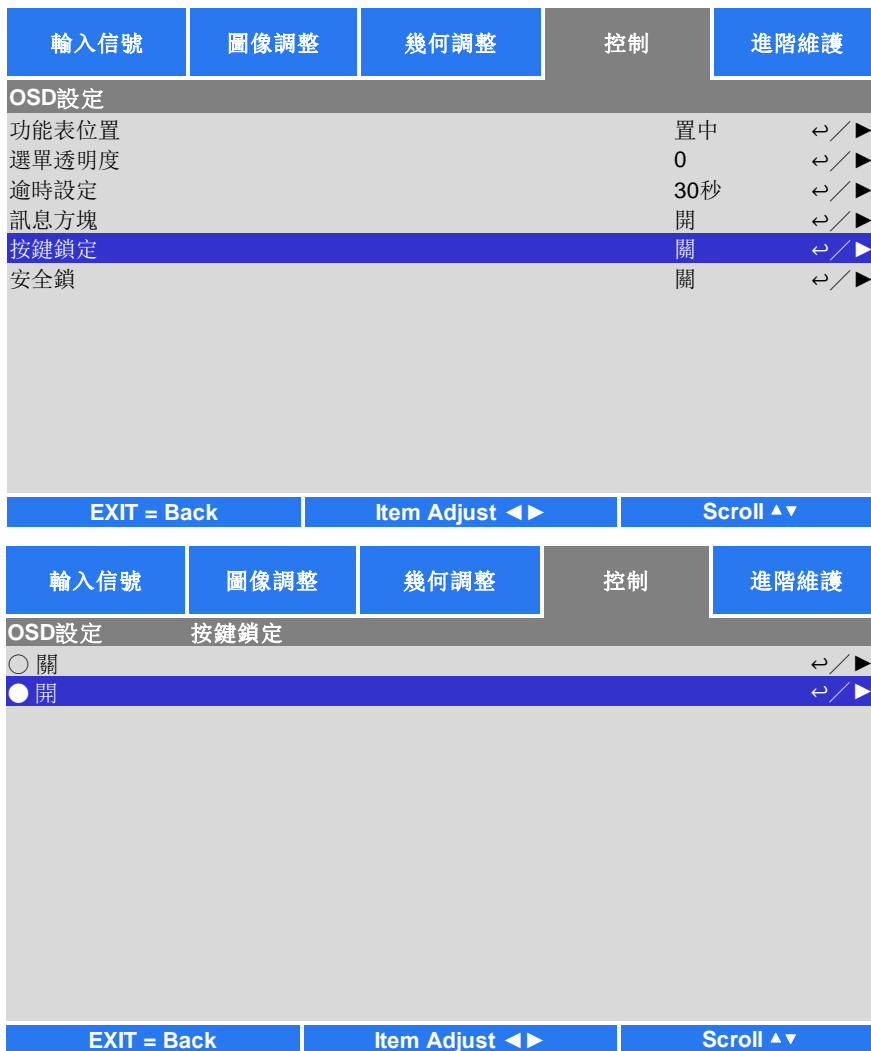 輸入信號 圖像調整 幾何調整 控制 進階維護
OSD設定
功能表位置 置中 ↩／►
選單透明度 0 ↩／►
逾時設定 30秒 ↩／►
訊息方塊 開 ↩／►
按鍵鎖定 關 ↩／►
安全鎖 關 ↩／►
EXIT = Back Item Adjust ◄► Scroll ▲▼
輸入信號 圖像調整 幾何調整 控制 進階維護
OSD設定 按鍵鎖定
○ 關 ↩／►
● 開 ↩／►
EXIT = Back Item Adjust ◄► Scroll ▲▼